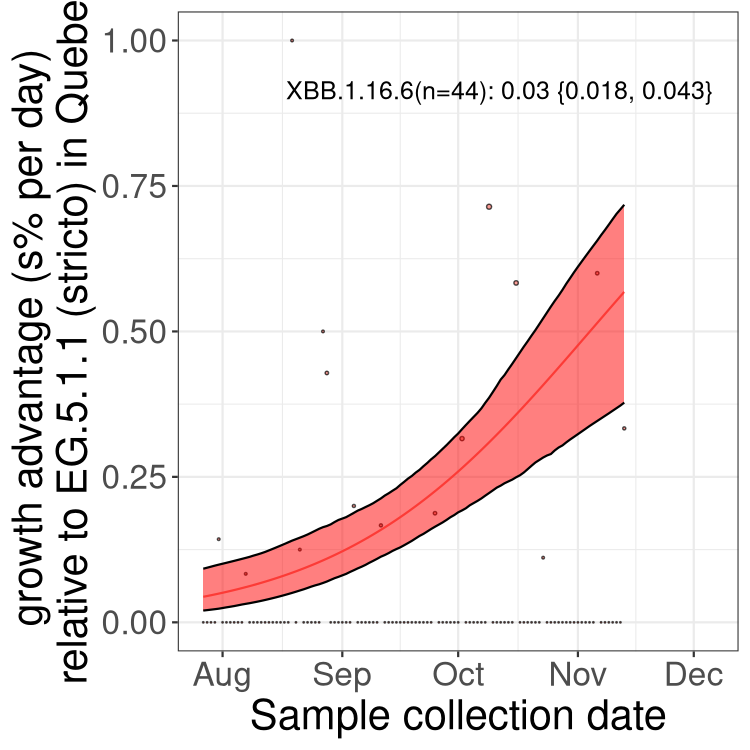 growth advantage (s% per day)
relative to EG.5.1.1 (stricto) in Quebe
1.00
0.75
0.50
0.25
0.00
XBB.1.16.6(n=44): 0.03 {0.018, 0.043}
Aug Sep Oct Nov Dec
Sample collection date